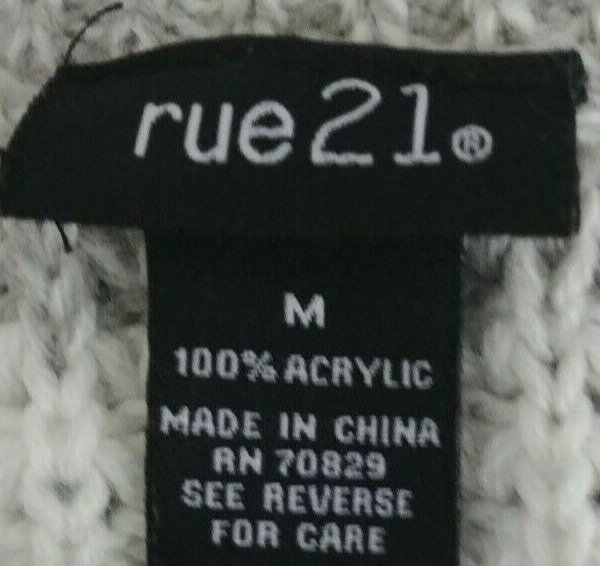 rue21®
M
100% ACRYLIC
MADE IN CHINA
RN 70829
SEE REVERSE
FOR CARE